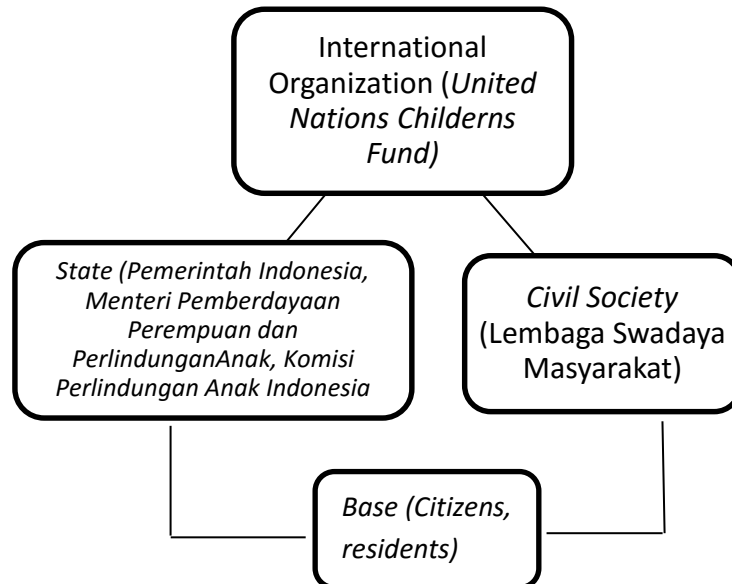 International
Organization (United
Nations Childerns
Fund)
State (Pemerintah Indonesia,
Menteri Pemberdayaan
Perempuan dan
PerlindunganAnak, Komisi
Perlindungan Anak Indonesia
Civil Society
(Lembaga Swadaya
Masyarakat)
Base (Citizens,
residents)